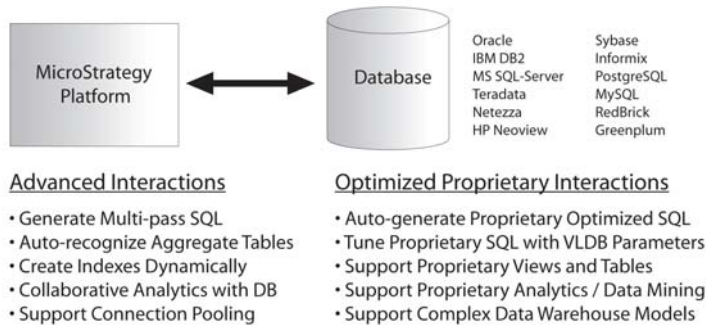 MicroStrategy
Platform
Database
Oracle
IBM DB2
MS SQL-Server
Teradata
Netezza
HP Neoview
Sybase
Informix
PostgreSQL
MySQL
RedBrick
Greenplum
Advanced Interactions
• Generate Multi-pass SQL
• Auto-recognize Aggregate Tables
• Create Indexes Dynamically
• Collaborative Analytics with DB
• Support Connection Pooling
Optimized Proprietary Interactions
• Auto-generate Proprietary Optimized SQL
• Tune Proprietary SQL with VLDB Parameters
• Support Proprietary Views and Tables
• Support Proprietary Analytics / Data Mining
• Support Complex Data Warehouse Models